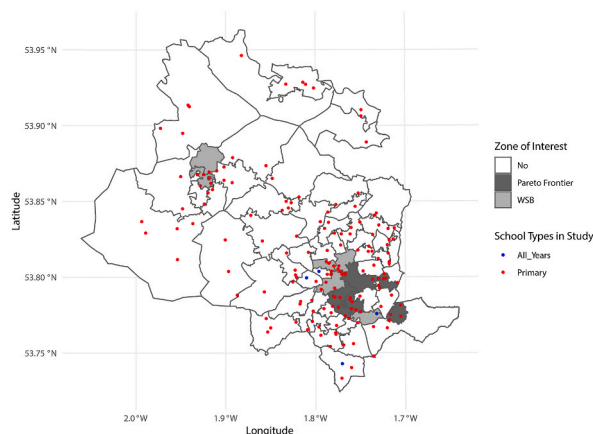 53.95 °N
53.90 °N
53.85 °N
53.80 °N
53.75 °N
Latitude
2.0 °W 1.9 °W 1.8 °W 1.7 °W
Longitude
Zone of Interest
No
Pareto Frontier
WSB
School Types in Study
All_Years
Primary